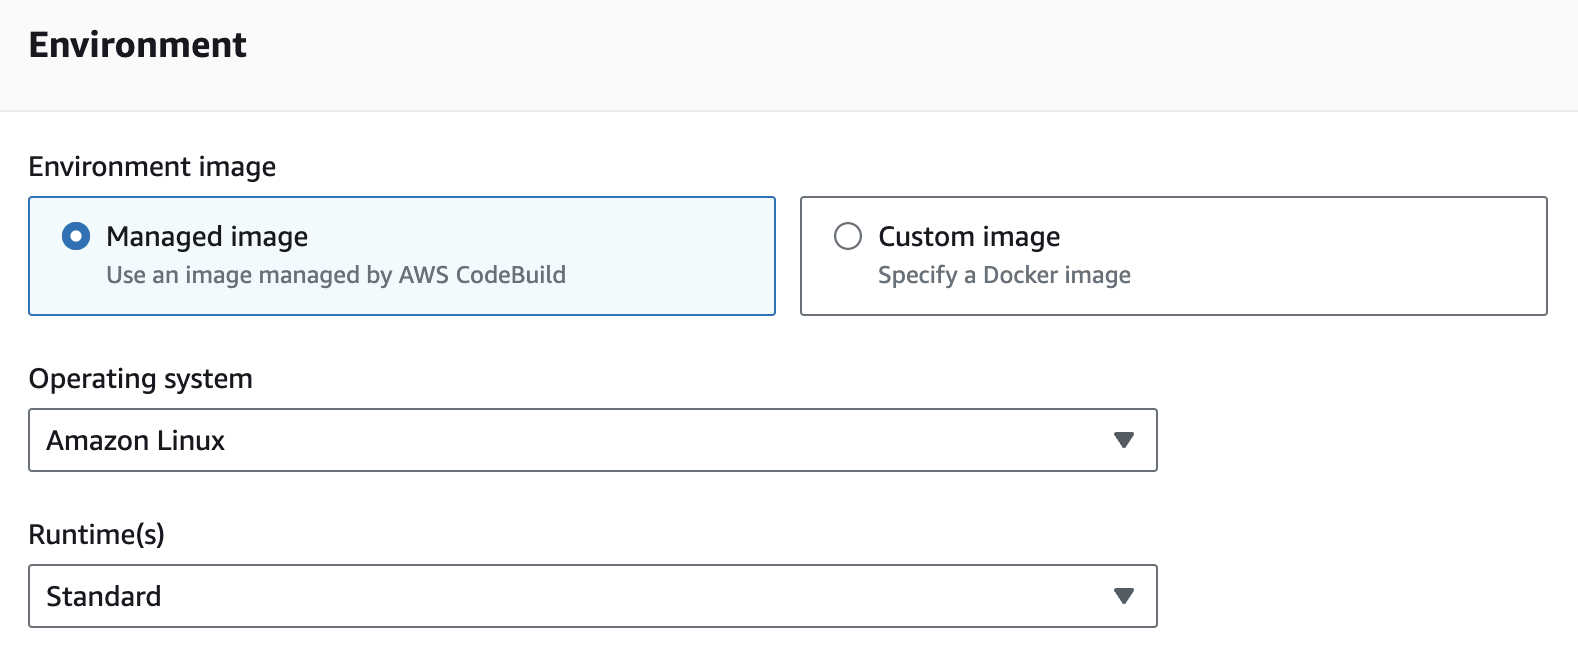 Environment
Environment image
Managed image
Use an image managed by AWS CodeBuild
Custom image
Specify a Docker image
Operating system
Amazon Linux
Runtime(s)
Standard